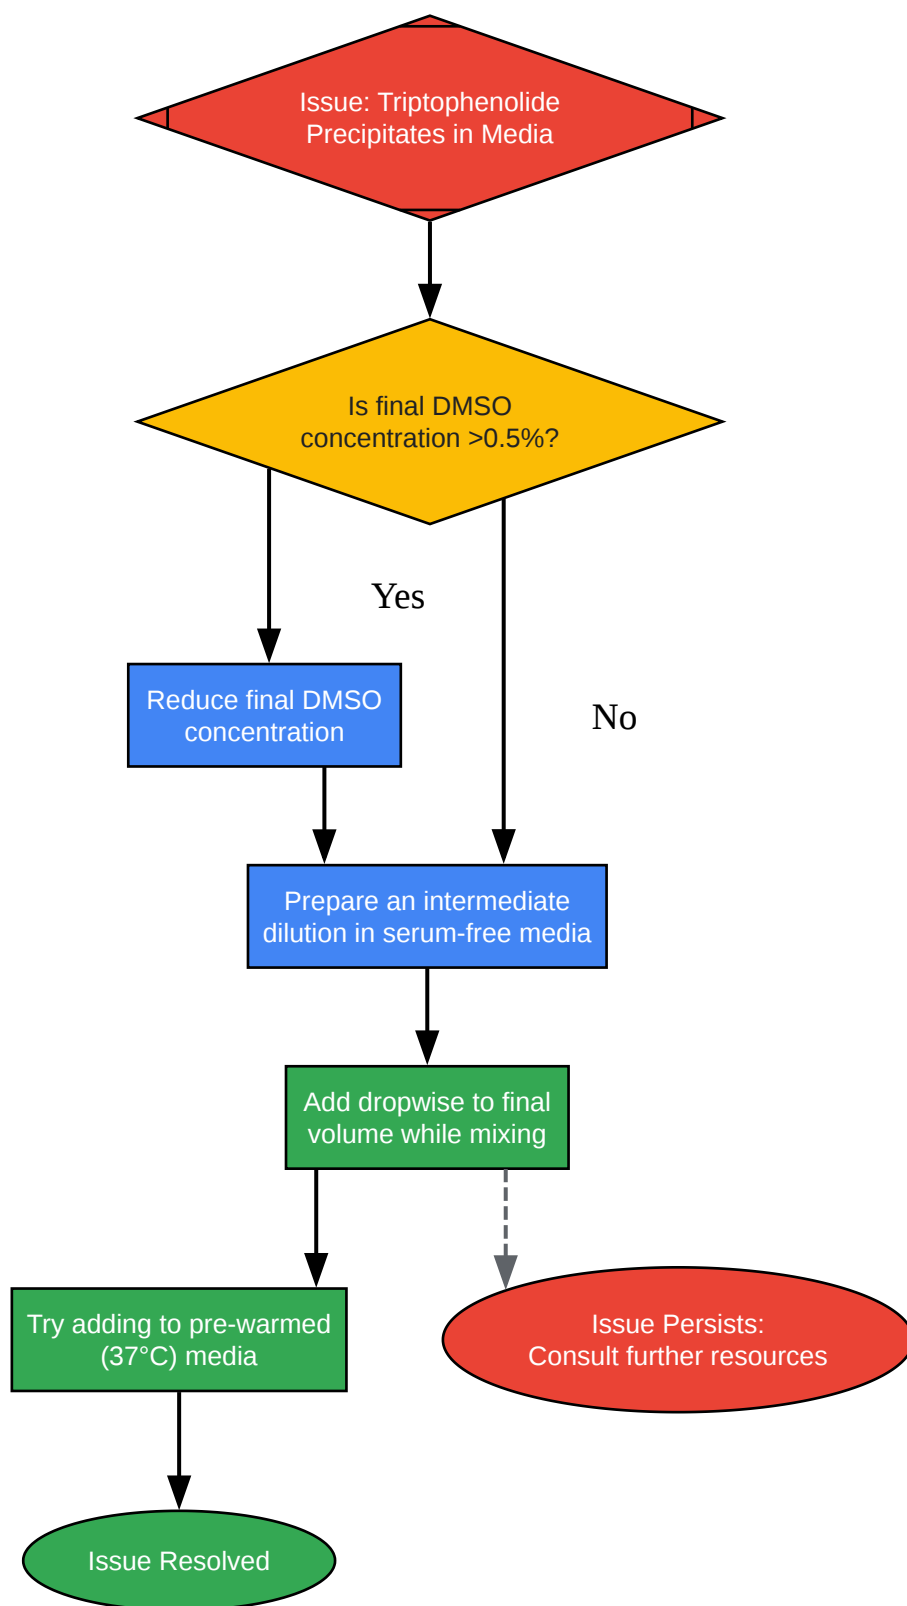 Issue: Triptophenolide
Precipitates in Media
Is final DMSO
concentration >0.5%?
Yes
Reduce final DMSO
concentration
No
Prepare an intermediate
dilution in serum-free media
Add dropwise to final
volume while mixing
Try adding to pre-warmed
(37°C) media
Issue Persists:
Consult further resources
Issue Resolved